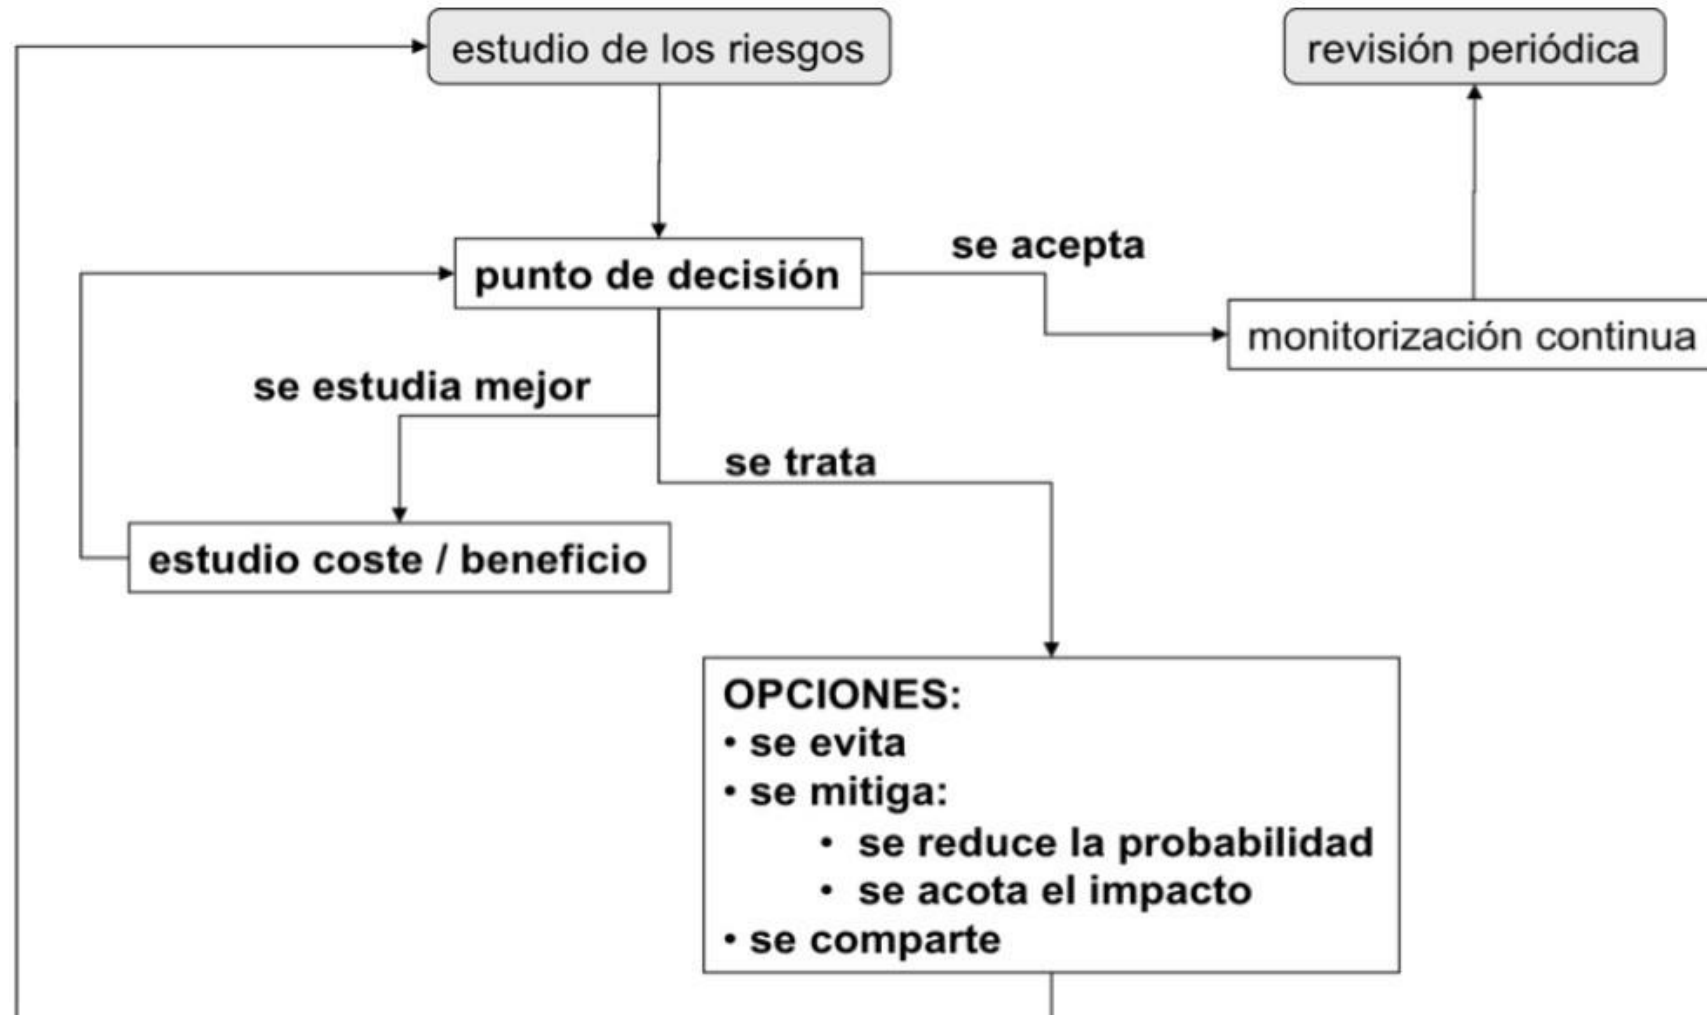 estudio de los riesgos
revisión periódica
punto de decisión
se acepta
monitorización continua
se estudia mejor
se trata
estudio coste / beneficio
OPCIONES:
• se evita
• se mitiga:
• se reduce la probabilidad
• se acota el impacto
• se comparte